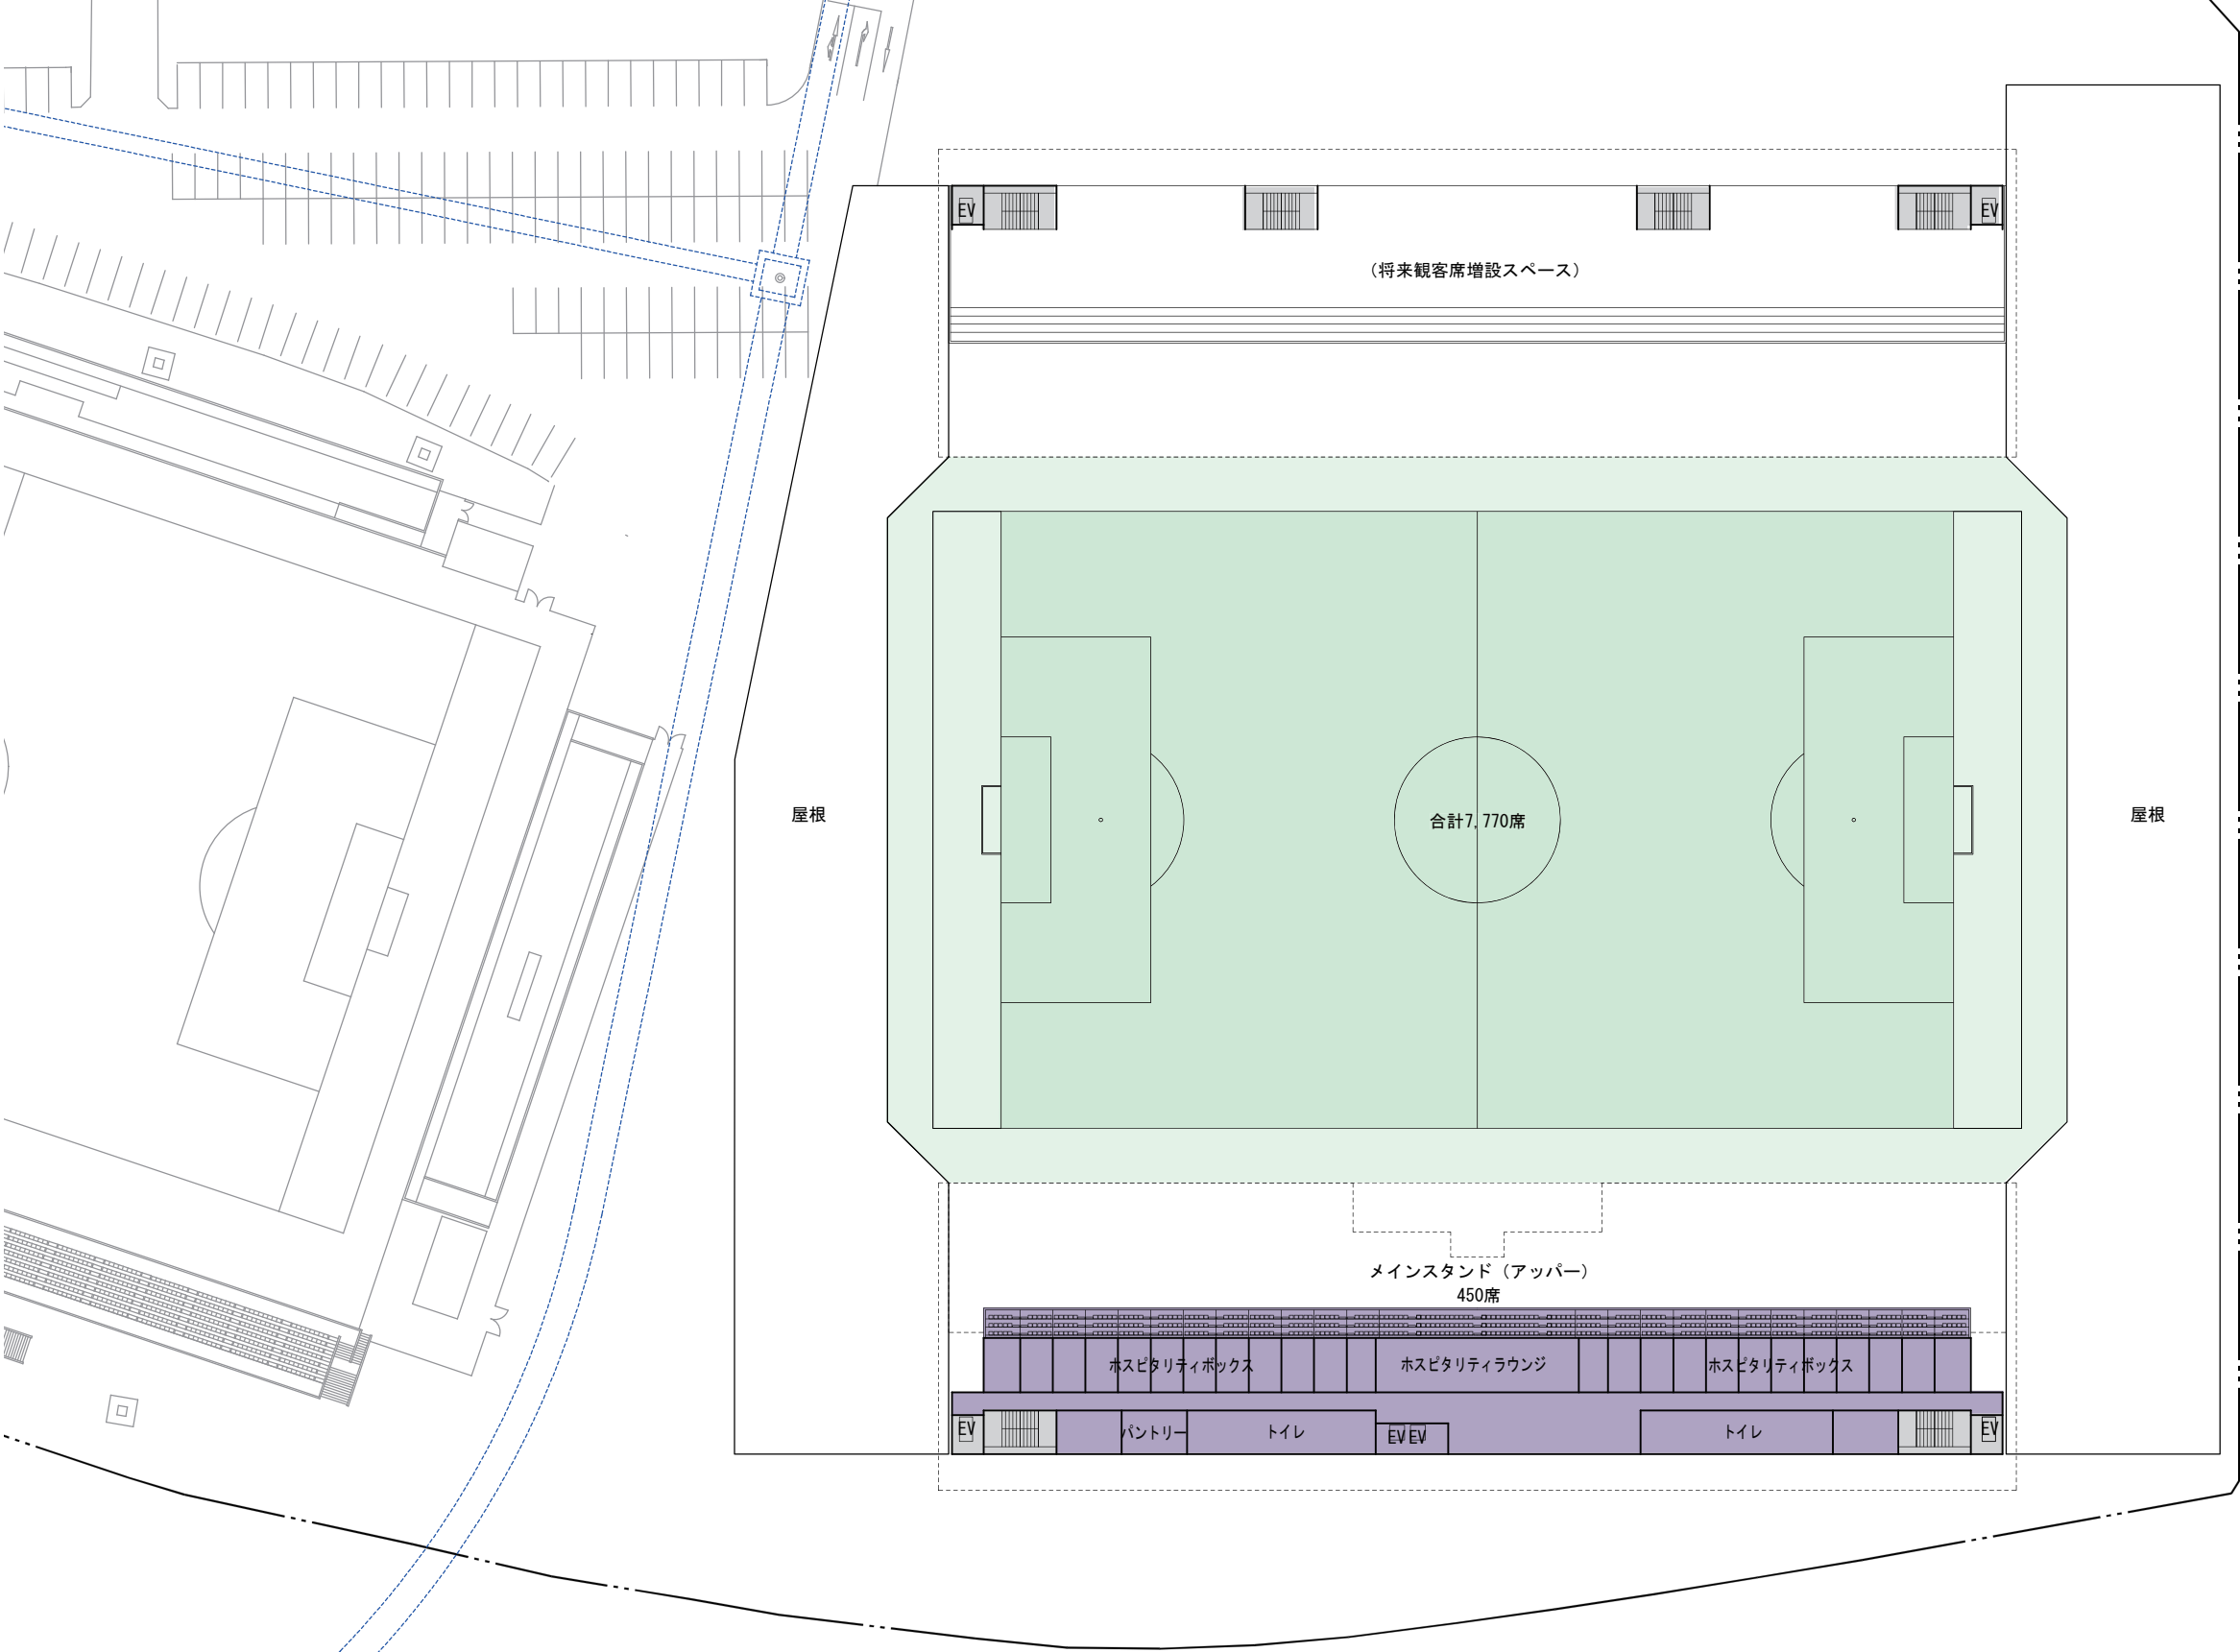 EV
EV
（将来観客席増設スペース）
屋根
合計7,770席
屋根
メインスタンド（アッパー）
450席
ホスピタリティボックス
ホスピタリティラウンジ
ホスピタリティボックス
EV
パントリー
トイレ
EV EV
トイレ
EV